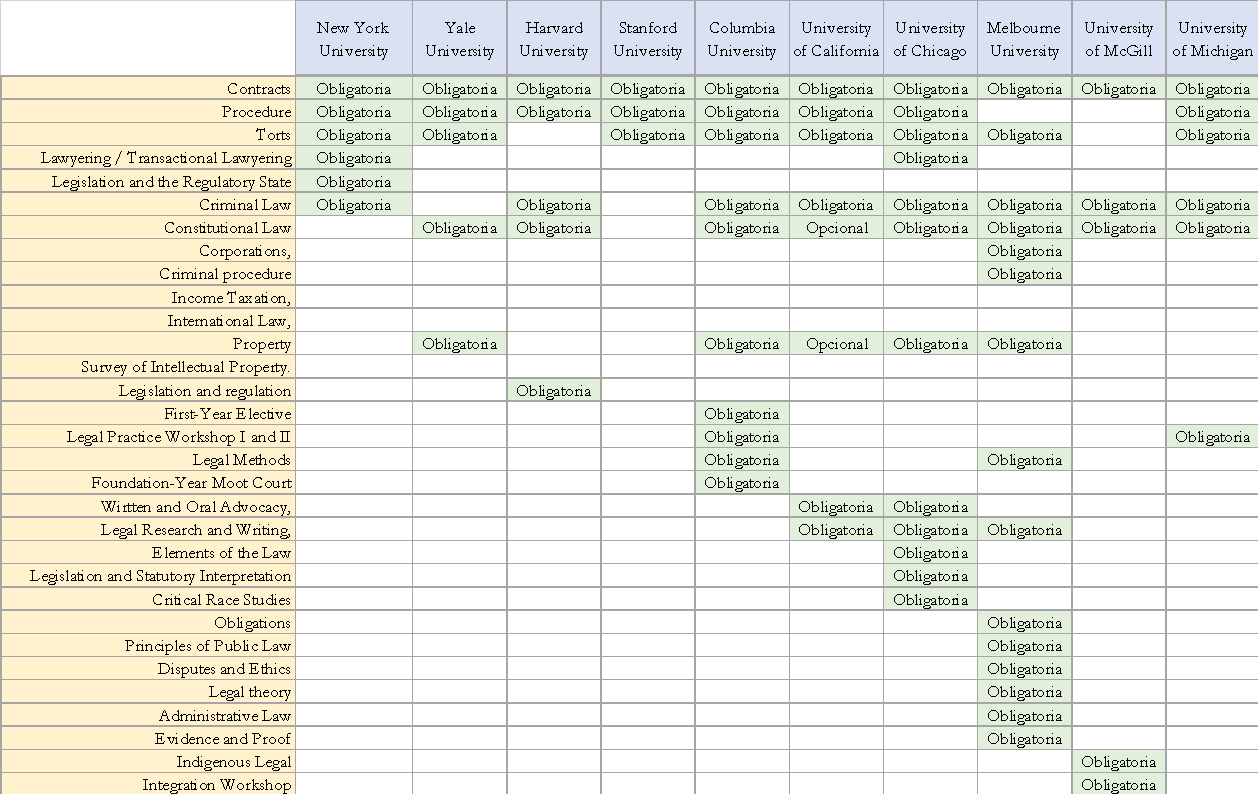 New York University Yale University Harvard University Stanford University Columbia University University of California University of Chicago Melbourne University University of McGill University of Michigan
Contracts Obligatoria Obligatoria Obligatoria Obligatoria Obligatoria Obligatoria Obligatoria Obligatoria Obligatoria Obligatoria
Procedure Obligatoria Obligatoria Obligatoria Obligatoria Obligatoria Obligatoria Obligatoria Obligatoria
Torts Obligatoria Obligatoria Obligatoria Obligatoria Obligatoria Obligatoria Obligatoria Obligatoria
Lawyering / Transactional Lawyering Obligatoria Obligatoria
Legislation and the Regulatory State Obligatoria
Criminal Law Obligatoria Obligatoria Obligatoria Obligatoria Obligatoria Obligatoria Obligatoria Obligatoria
Constitutional Law Obligatoria Obligatoria Obligatoria Opcional Obligatoria Obligatoria Obligatoria Obligatoria
Corporations, Obligatoria
Criminal procedure Obligatoria
Income Taxation,
International Law,
Property Obligatoria Obligatoria Opcional Obligatoria Obligatoria
Survey of Intellectual Property.
Legislation and regulation Obligatoria
First-Year Elective Obligatoria
Legal Practice Workshop I and II Obligatoria Obligatoria
Legal Methods Obligatoria Obligatoria
Foundation-Year Moot Court Obligatoria
Wirtten and Oral Advocacy, Obligatoria Obligatoria
Legal Research and Writing, Obligatoria Obligatoria Obligatoria
Elements of the Law Obligatoria
Legislation and Statutory Interpretation Obligatoria
Critical Race Studies Obligatoria
Obligations Obligatoria
Principles of Public Law Obligatoria
Disputes and Ethics Obligatoria
Legal theory Obligatoria
Administrative Law Obligatoria
Evidence and Proof Obligatoria
Indigenous Legal Obligatoria
Integration Workshop Obligatoria